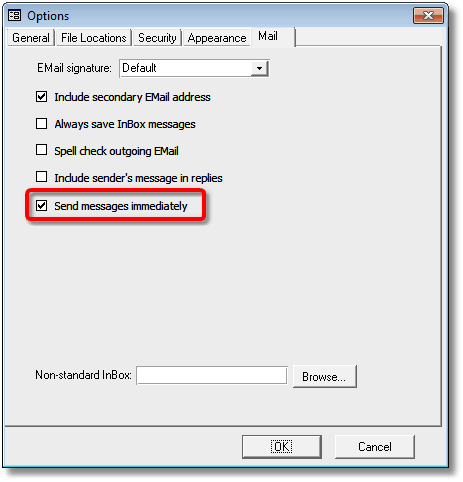 Options
General File Locations Security Appearance Mail
EMail signature: Default
Include secondary EMail address
Always save InBox messages
Spell check outgoing EMail
Include sender's message in replies
Send messages immediately
Non-standard InBox: Browse...
OK Cancel